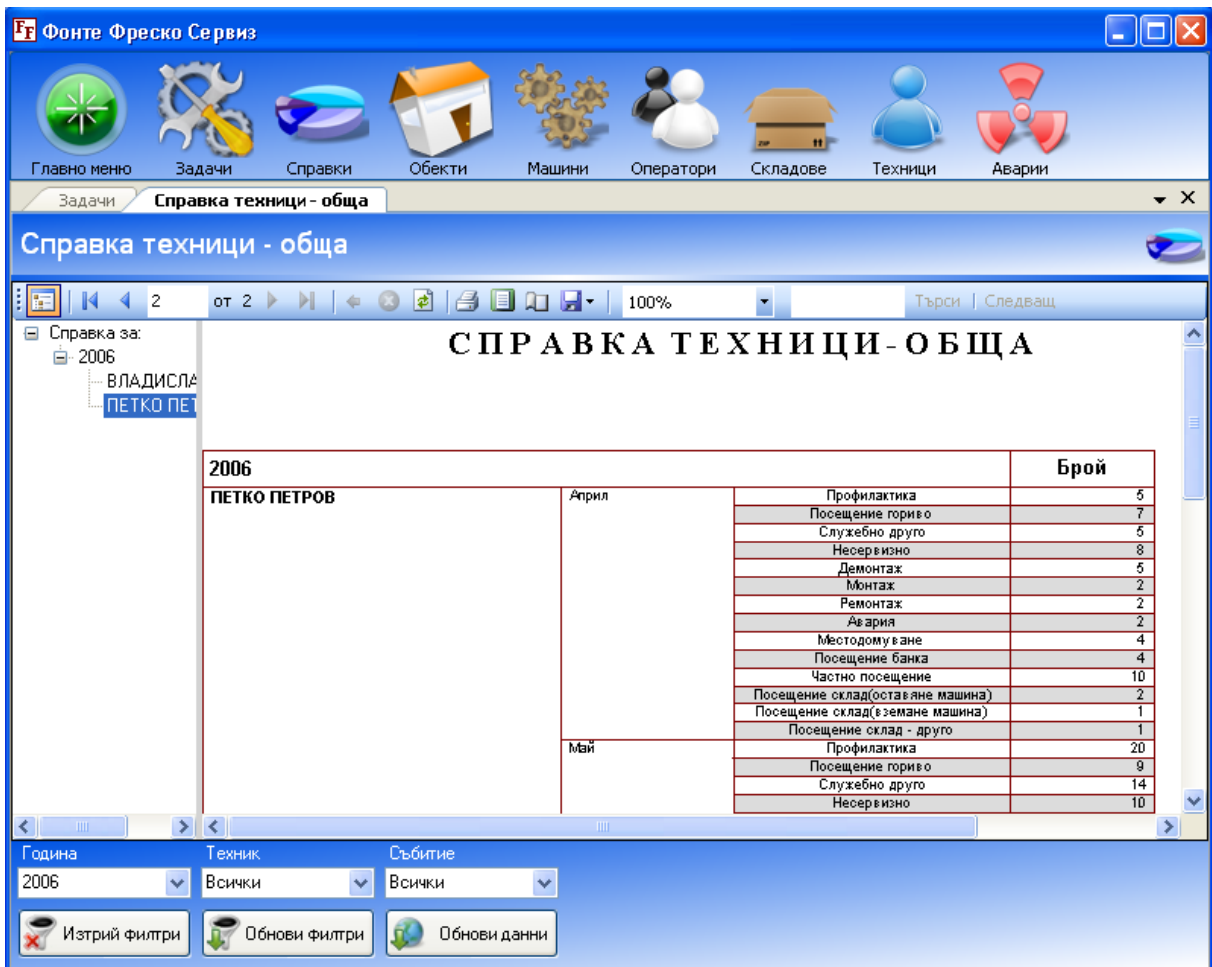 Фонте Фреско Сервиз
Главно меню Задачи Справки Обекти Машини Оператори Складове Техници Аварии
Задачи Справка техници - обща
Справка техници - обща
2 от 2 100% Търси Следващ
Справка за:
2006
ВЛАДИСЛА
ПЕТКО ПЕТ
СПРАВКА ТЕХНИЦИ-ОБЩА
2006 Брой
ПЕТКО ПЕТРОВ Април Профилактика 5
Посещение гориво 7
Служебно друго 5
Несервизно 8
Демонтаж 5
Монтаж 2
Ремонтаж 2
Авария 2
Местодомуване 4
Посещение банка 4
Частно посещение 10
Посещение склад(оставяне машина) 2
Посещение склад(вземане машина) 1
Посещение склад - друго 1
Май Профилактика 20
Посещение гориво 9
Служебно друго 14
Несервизно 10
Година Техник Събитие
2006 Всички Всички
Изтрий филтри Обнови филтри Обнови данни